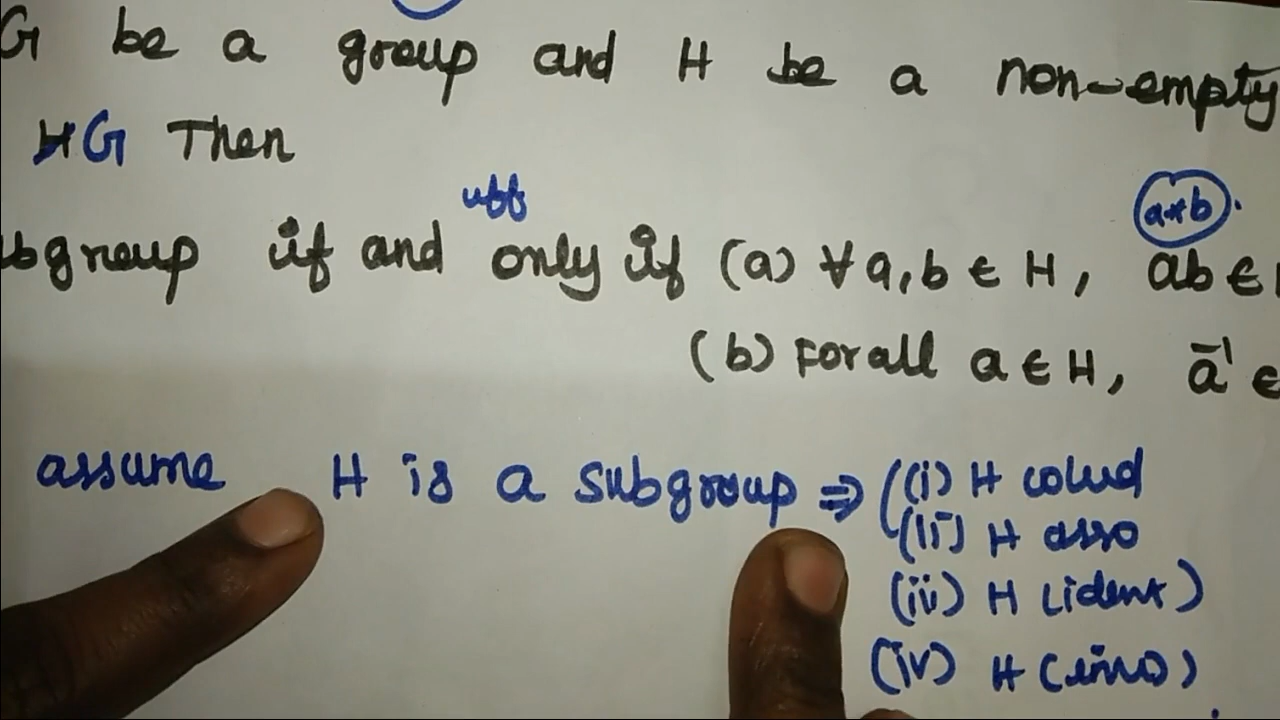 G be a group and H be a non-empty
HG Then
iff
a*b
bgroup if and only if (a) ∀ a, b ∈ H, ab ∈ H
(b) For all a ∈ H, a⁻¹ ∈
assume H is a subgroup ⇒ (i) H colud
(ii) H asso
(iii) H (ident)
(iv) H (inv)